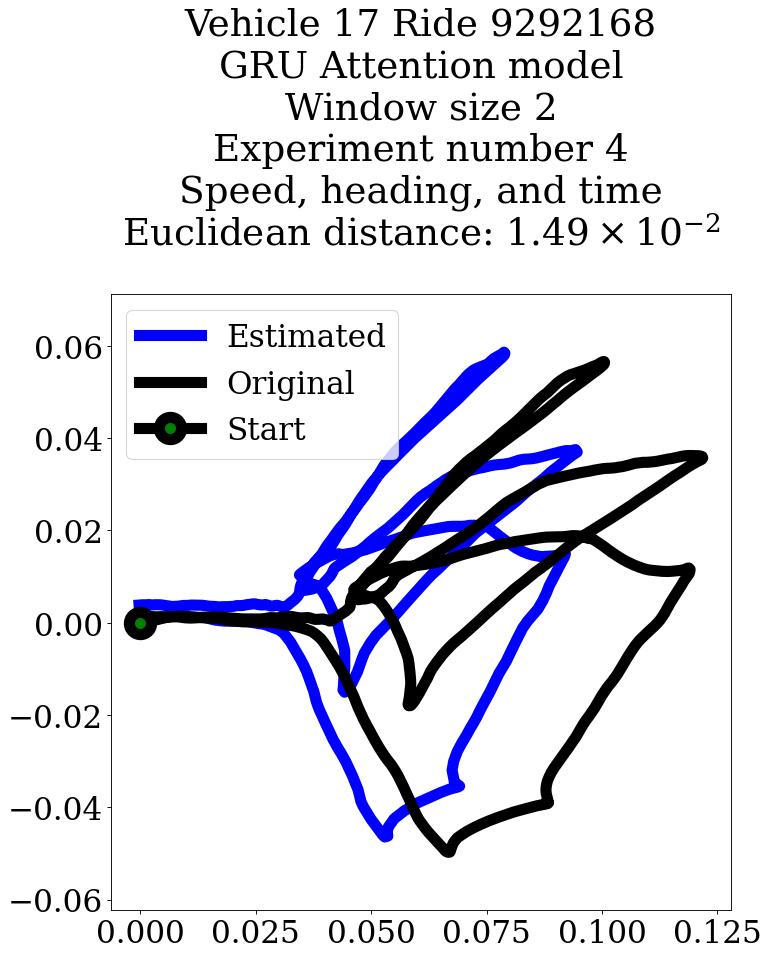 Vehicle 17 Ride 9292168
GRU Attention model
Window size 2
Experiment number 4
Speed, heading, and time
Euclidean distance: 1.49 × 10⁻²
Estimated
Original
Start
0.06
0.04
0.02
0.00
−0.02
−0.04
−0.06
0.000 0.025 0.050 0.075 0.100 0.125